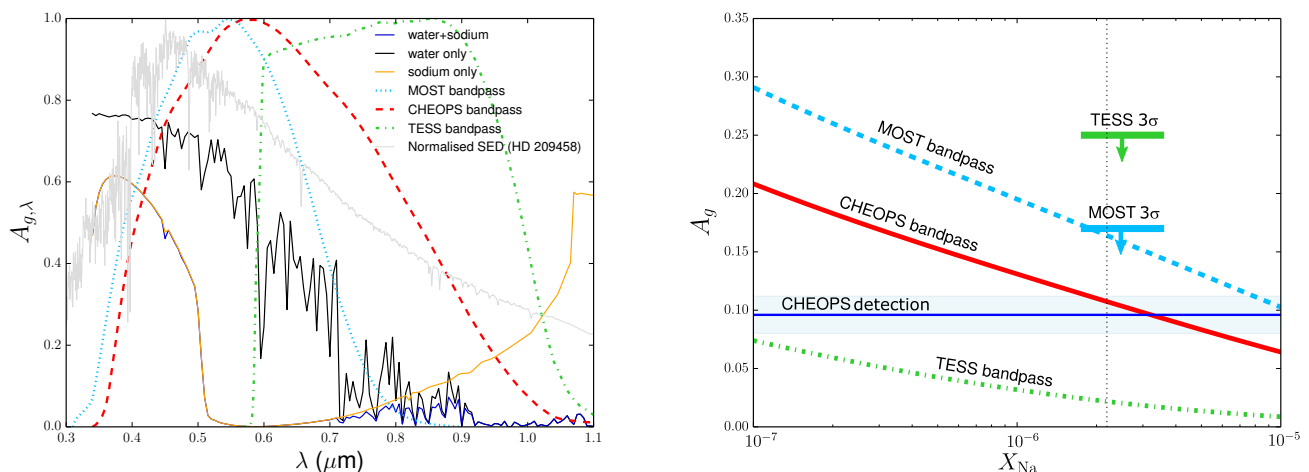 1.0
0.8
0.6
0.4
0.2
0.0
A_{g,λ}
0.3 0.4 0.5 0.6 0.7 0.8 0.9 1.0 1.1
λ (μm)
water+sodium
water only
sodium only
MOST bandpass
CHEOPS bandpass
TESS bandpass
Normalised SED (HD 209458)
0.35
0.30
0.25
0.20
0.15
0.10
0.05
0.00
A_g
TESS 3σ
MOST bandpass
MOST 3σ
CHEOPS bandpass
CHEOPS detection
TESS bandpass
10⁻⁷ 10⁻⁶ 10⁻⁵
X_{Na}